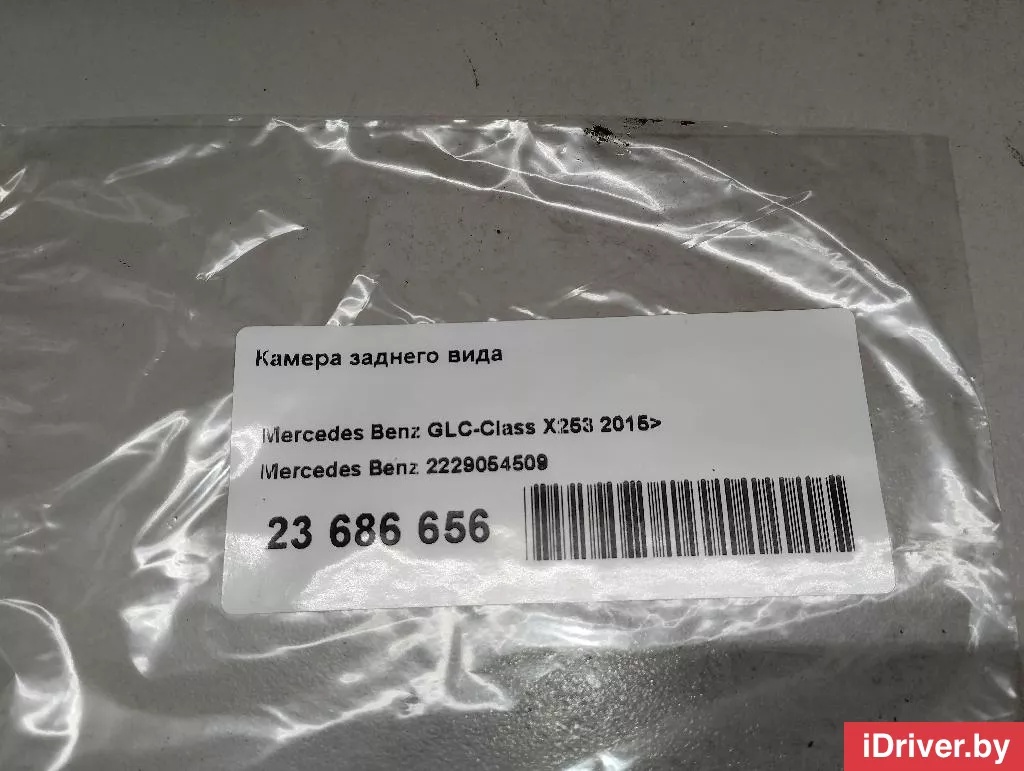 Камера заднего вида
Mercedes Benz GLC-Class X253 2015>
Mercedes Benz 2229054509
23 686 656
iDriver.by